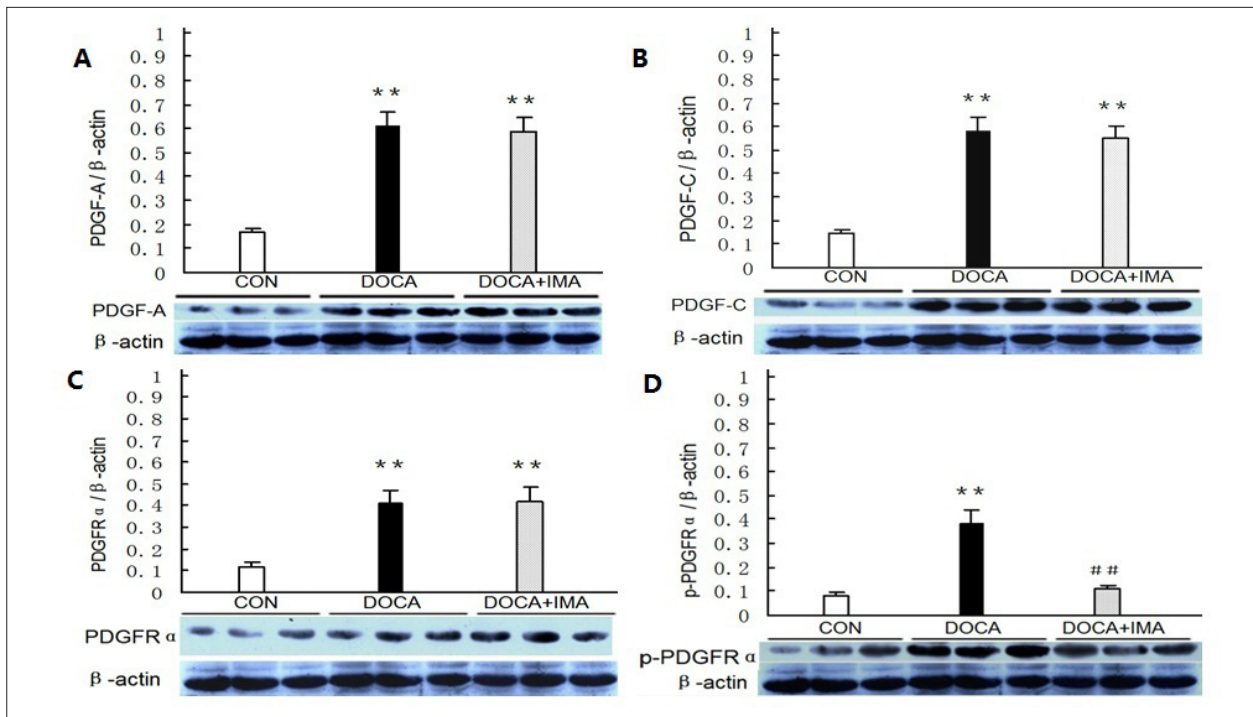 A
PDGF-A/β-actin
1
0.9
0.8
0.7
0.6
0.5
0.4
0.3
0.2
0.1
0
**
**
CON DOCA DOCA+IMA
PDGF-A
β-actin
B
PDGF-C/β-actin
1
0.9
0.8
0.7
0.6
0.5
0.4
0.3
0.2
0.1
0
**
**
CON DOCA DOCA+IMA
PDGF-C
β-actin
C
PDGFRα/β-actin
1
0.9
0.8
0.7
0.6
0.5
0.4
0.3
0.2
0.1
0
**
**
CON DOCA DOCA+IMA
PDGFRα
β-actin
D
p-PDGFRα/β-actin
1
0.9
0.8
0.7
0.6
0.5
0.4
0.3
0.2
0.1
0
**
##
CON DOCA DOCA+IMA
p-PDGFRα
β-actin